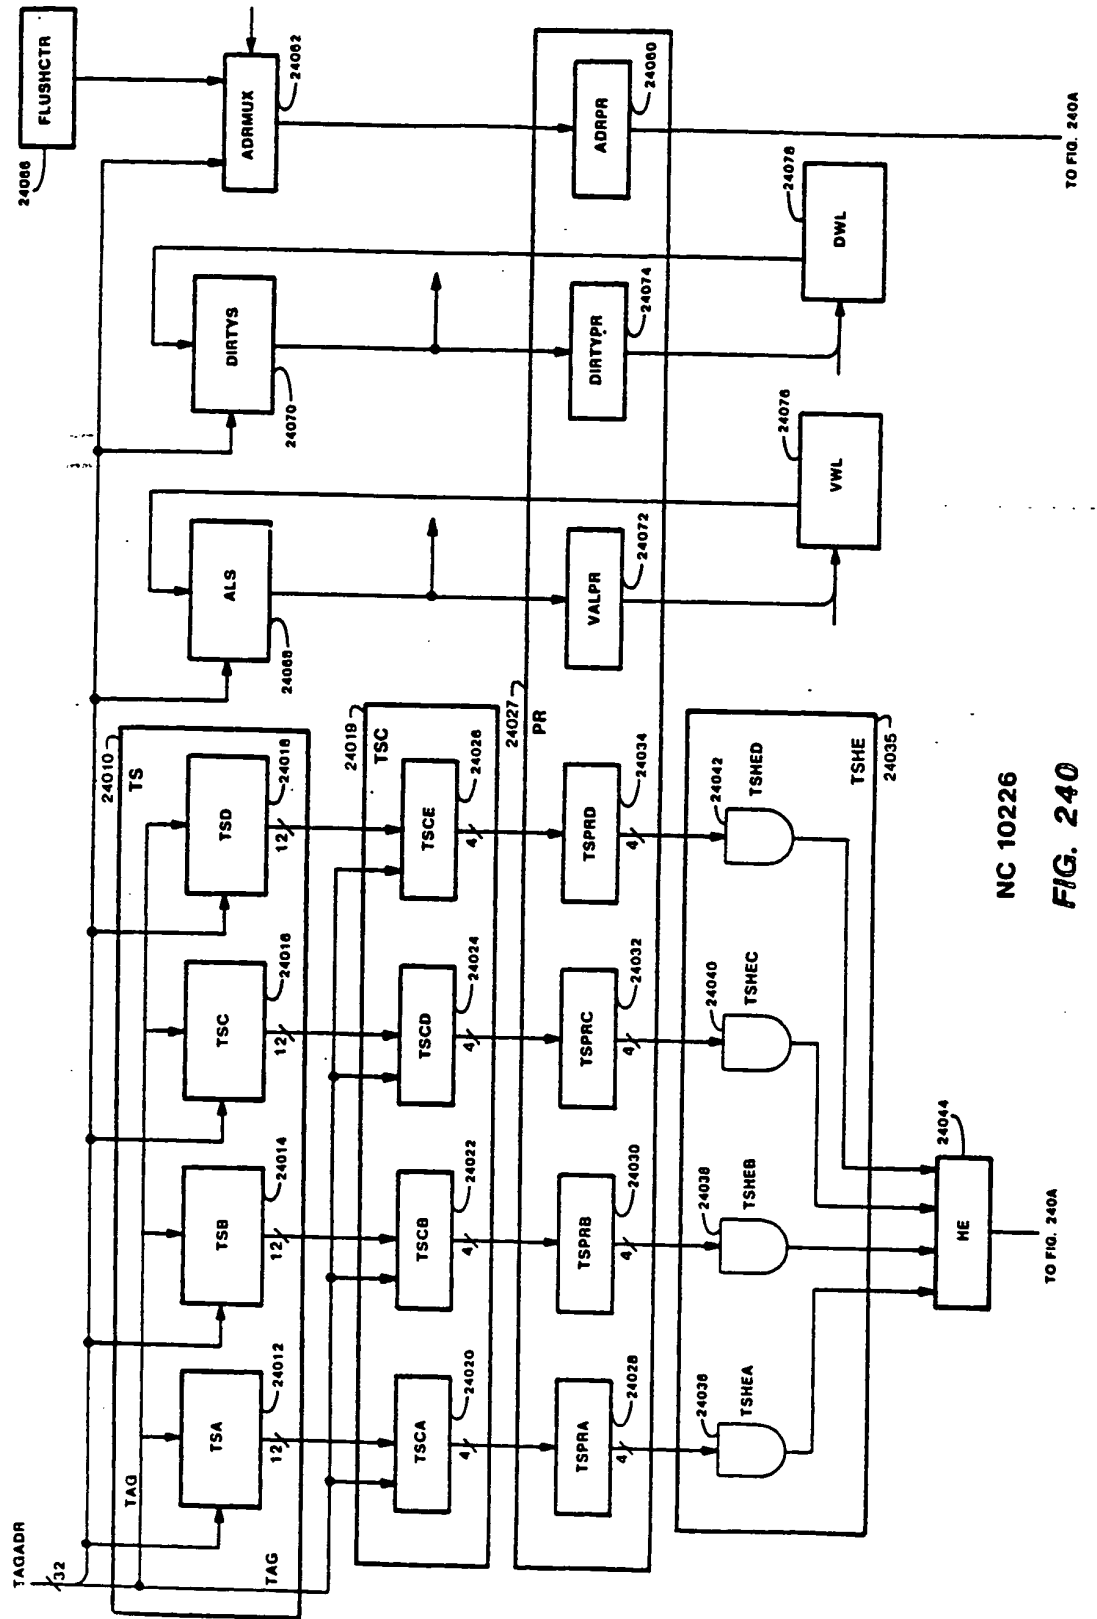 TAGADR
32
24066
FLUSHCTR
ADRMUX
24062
24010
TS
TAG
TAG
TSA
24012
12
TSB
24014
12
TSC
24016
12
TSD
24018
12
ALS
24068
DIRTYS
24070
24019
TSC
TSCA
24020
4
TSCB
24022
4
TSCD
24024
4
TSCE
24026
4
24027
PR
TSPRA
24028
4
TSPRB
24030
4
TSPRC
24032
4
TSPRD
24034
4
VALPR
24072
DIRTYPR
24074
ADRPR
24060
24036
TSHEA
24038
TSHEB
24040
TSHEC
24042
TSHED
TSHE
24035
VWL
24076
DWL
24078
TO FIG. 240A
HE
24044
TO FIG. 240A
NC 10226
FIG. 240